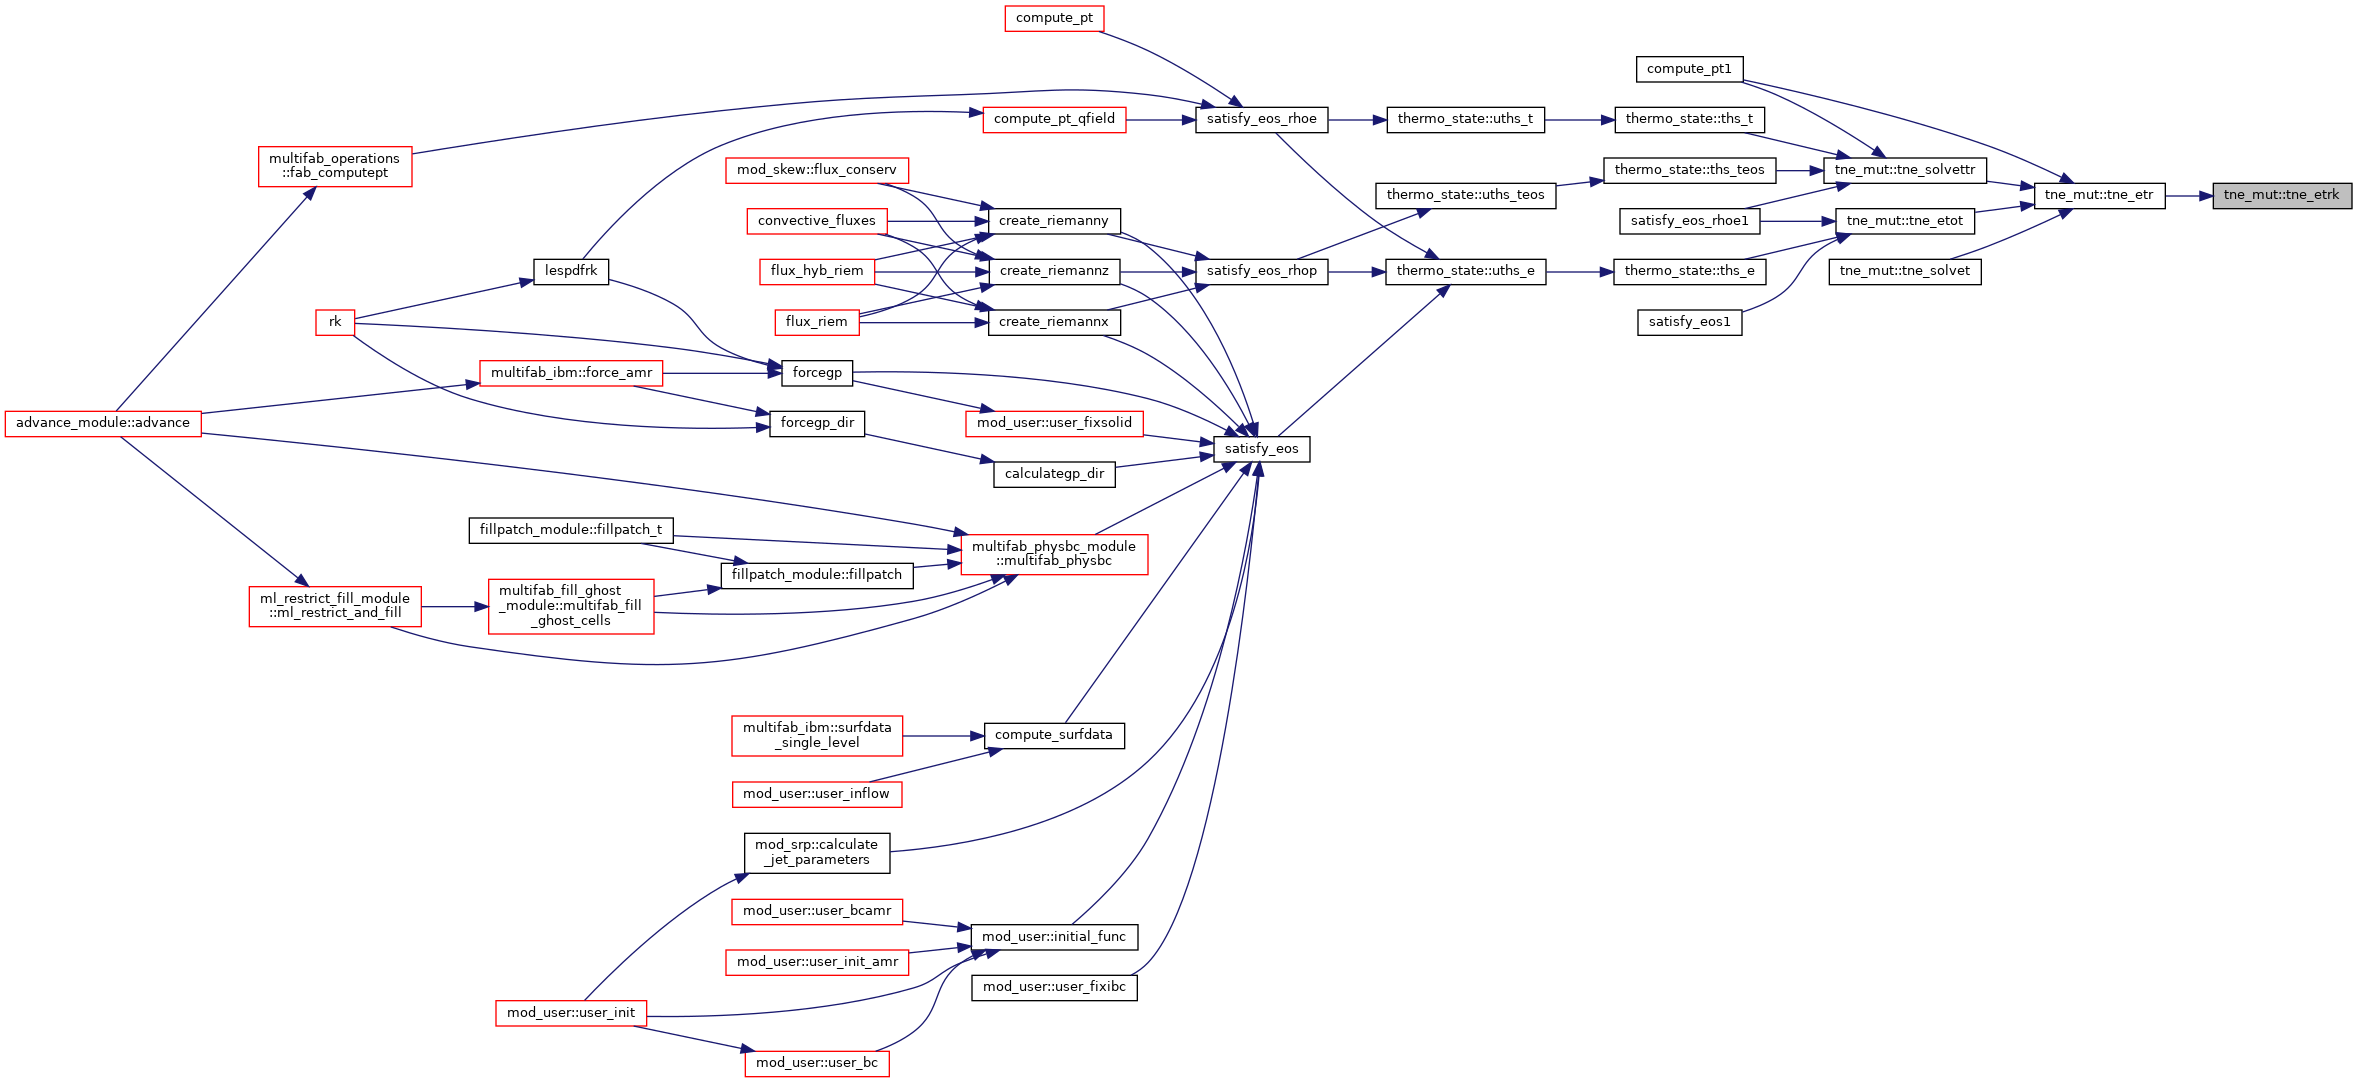 compute_pt
compute_pt1
satisfy_eos_rhoe
thermo_state::uths_t
thermo_state::ths_t
compute_pt_qfield
multifab_operations
::fab_computept
mod_skew::flux_conserv
thermo_state::ths_teos
tne_mut::tne_solvettr
thermo_state::uths_teos
tne_mut::tne_etr
tne_mut::tne_etrk
convective_fluxes
create_riemanny
satisfy_eos_rhoe1
tne_mut::tne_etot
lespdfrk
flux_hyb_riem
create_riemannz
satisfy_eos_rhop
thermo_state::uths_e
thermo_state::ths_e
tne_mut::tne_solvet
rk
flux_riem
create_riemannx
satisfy_eos1
multifab_ibm::force_amr
forcegp
advance_module::advance
forcegp_dir
mod_user::user_fixsolid
satisfy_eos
calculategp_dir
fillpatch_module::fillpatch_t
multifab_physbc_module
::multifab_physbc
fillpatch_module::fillpatch
ml_restrict_fill_module
::ml_restrict_and_fill
multifab_fill_ghost
_module::multifab_fill
_ghost_cells
multifab_ibm::surfdata
_single_level
compute_surfdata
mod_user::user_inflow
mod_srp::calculate
_jet_parameters
mod_user::user_bcamr
mod_user::initial_func
mod_user::user_init_amr
mod_user::user_fixibc
mod_user::user_init
mod_user::user_bc